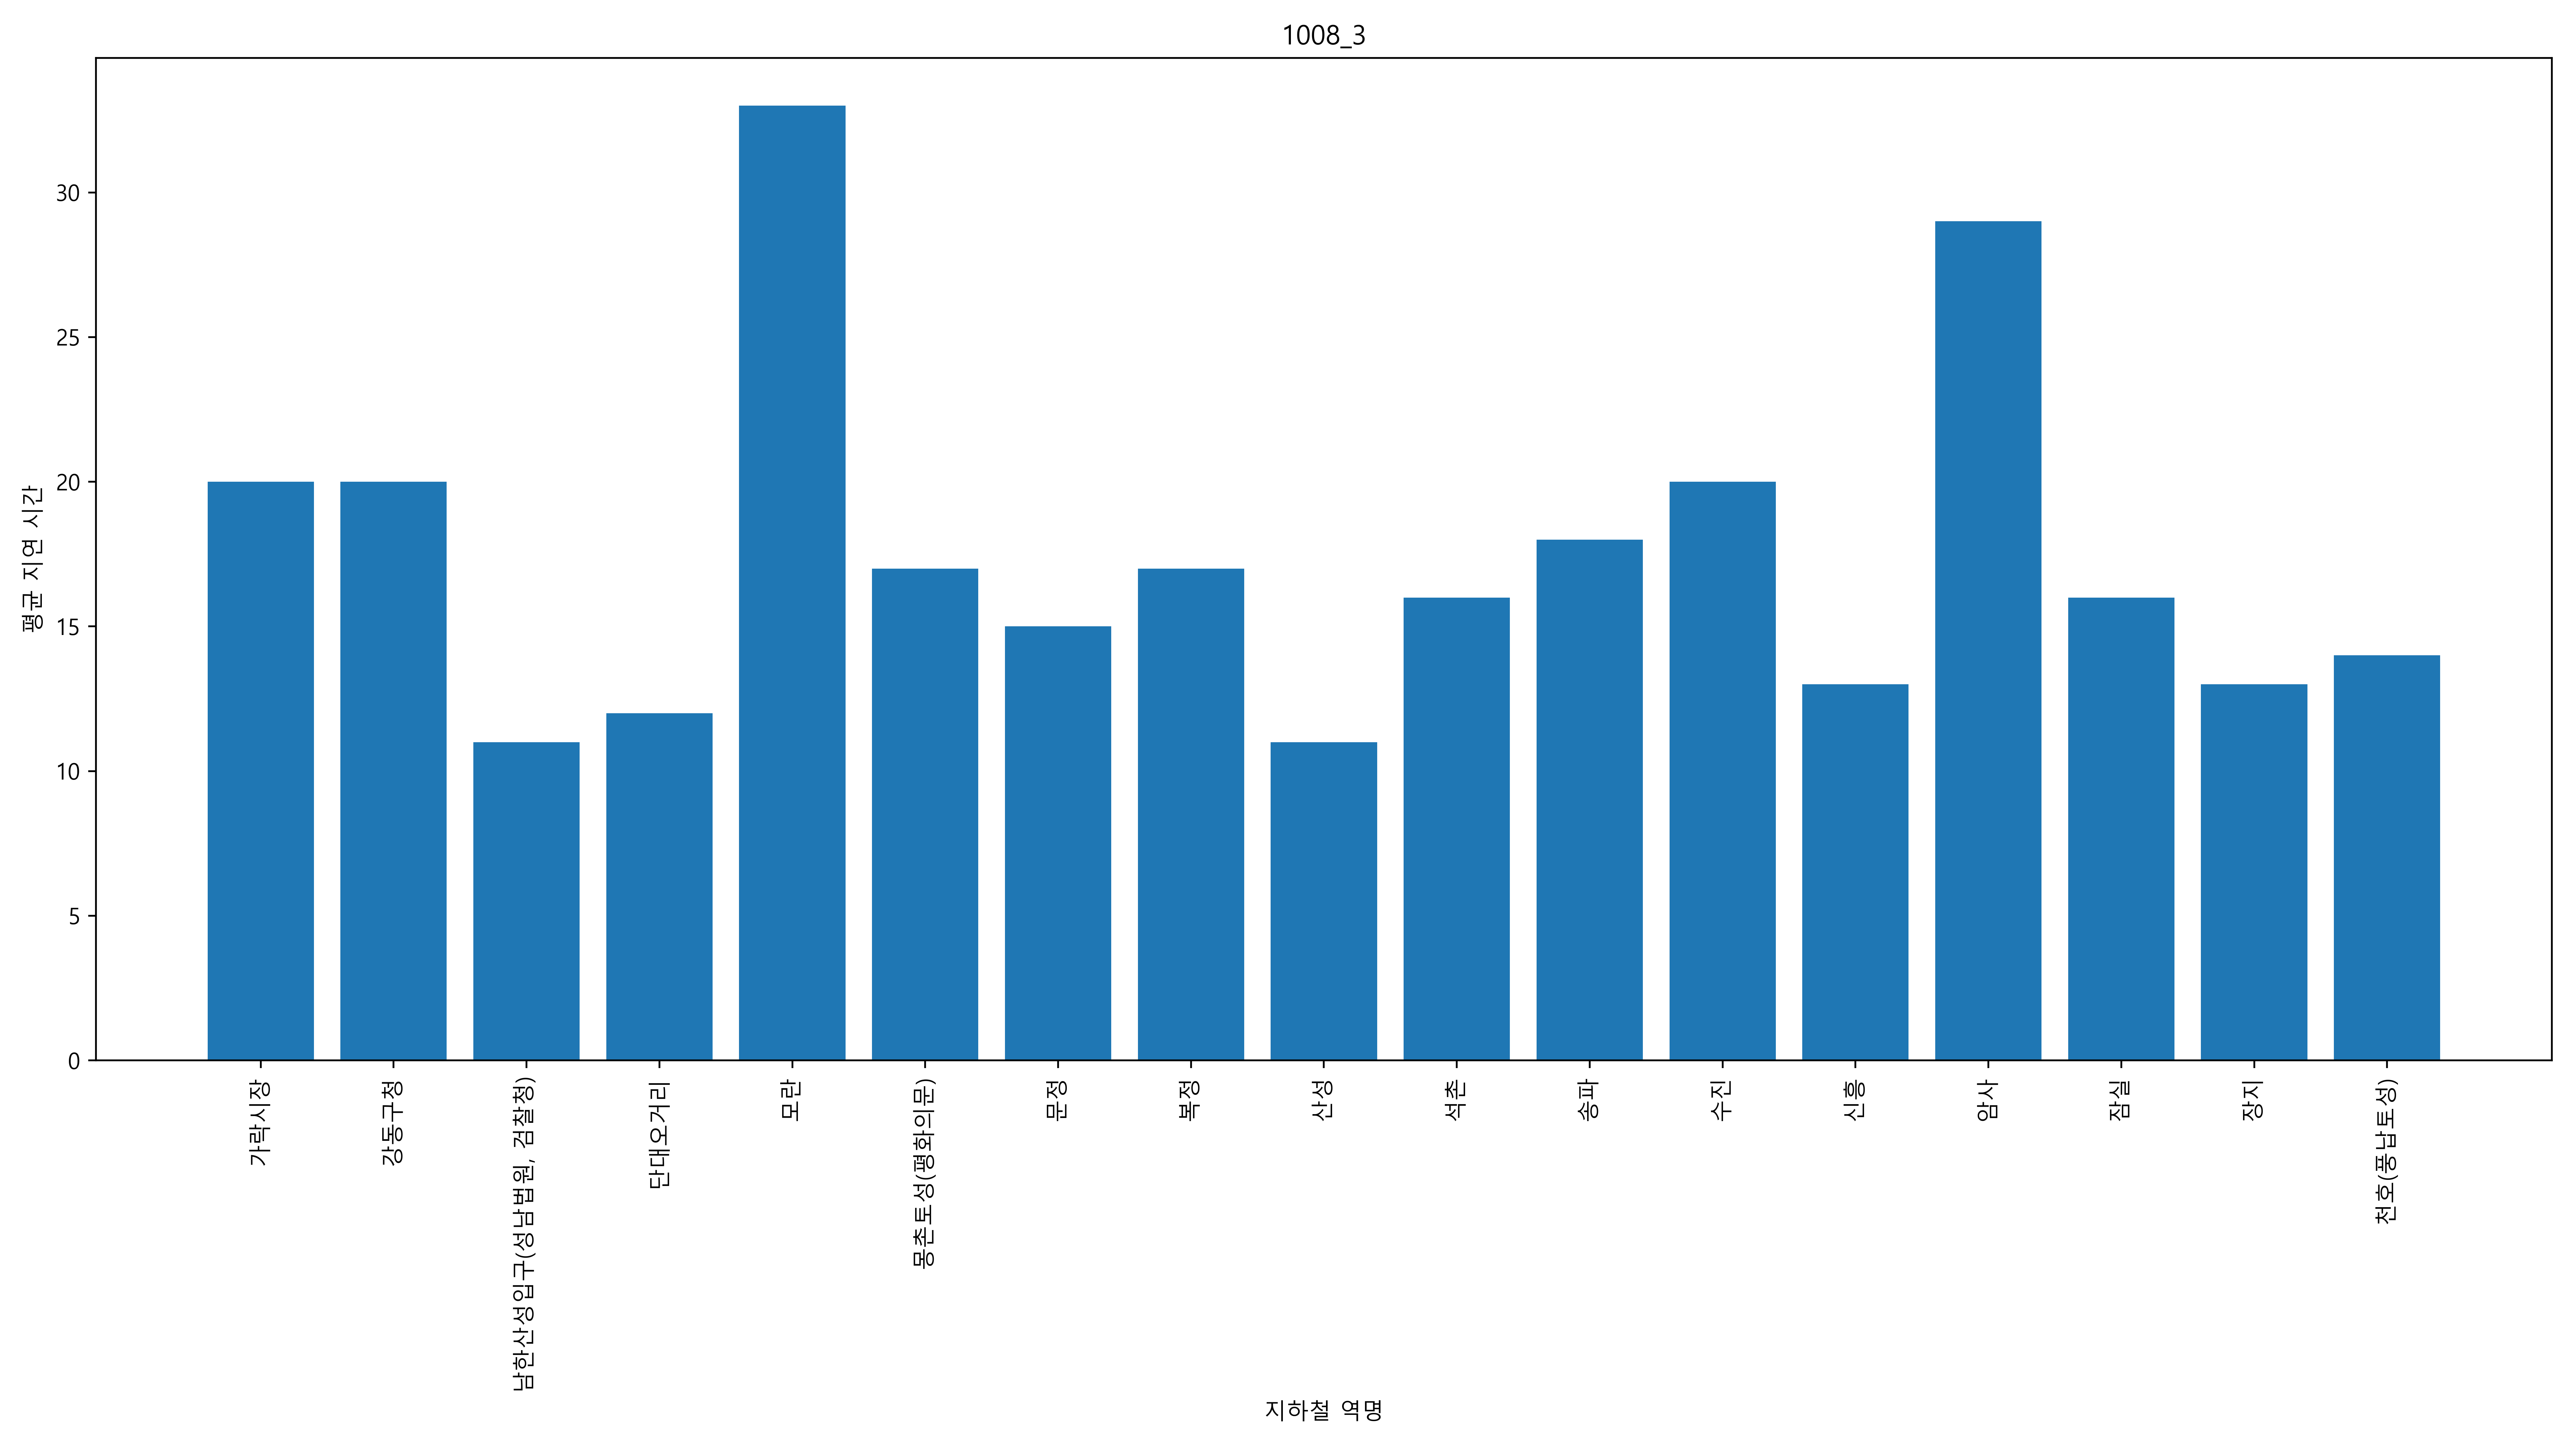 1008_3
평균 지연 시간
30
25
20
15
10
5
0
가락시장
강동구청
남한산성입구(성남법원, 검찰청)
단대오거리
모란
몽촌토성(평화의문)
문정
복정
산성
석촌
송파
수진
신흥
암사
잠실
장지
천호(풍납토성)
지하철 역명